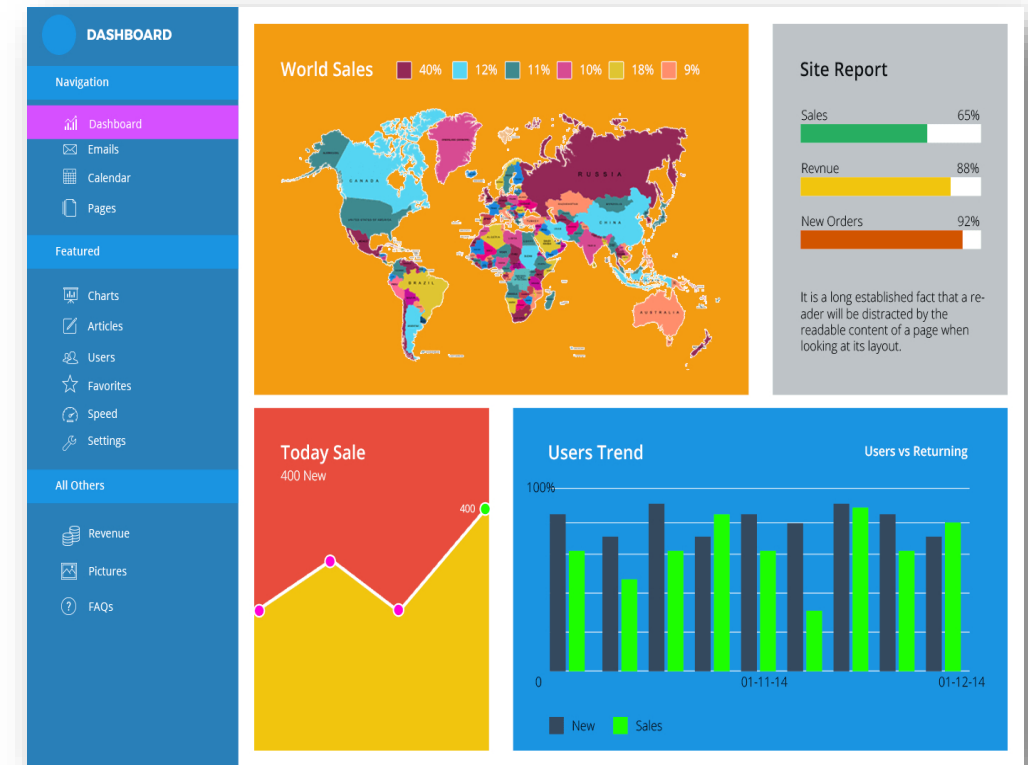 DASHBOARD
Navigation
Dashboard
Emails
Calendar
Pages
Featured
Charts
Articles
Users
Favorites
Speed
Settings
All Others
Revenue
Pictures
FAQs
World Sales 40% 12% 11% 10% 18% 9%
CANADA
RUSSIA
CHINA
BRAZIL
AUSTRALIA
Site Report
Sales 65%
Revnue 88%
New Orders 92%
It is a long established fact that a re-
ader will be distracted by the
readable content of a page when
looking at its layout.
Today Sale
400 New
400
Users Trend
Users vs Returning
100%
0 01-11-14 01-12-14
New Sales